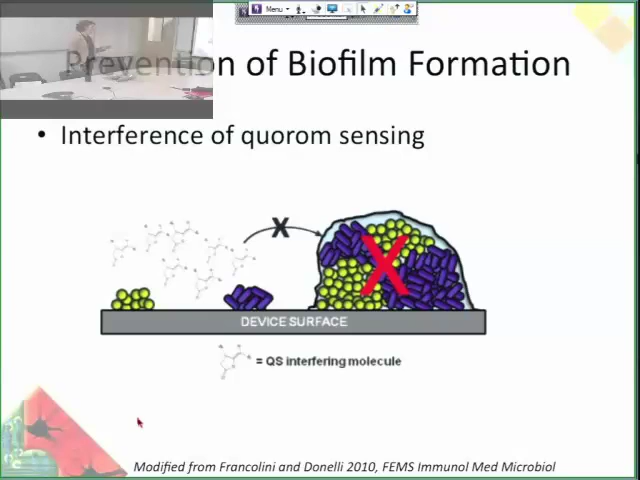 Menu
Prevention of Biofilm Formation
• Interference of quorom sensing
X
X
DEVICE SURFACE
= QS interfering molecule
Modified from Francolini and Donelli 2010, FEMS Immunol Med Microbiol